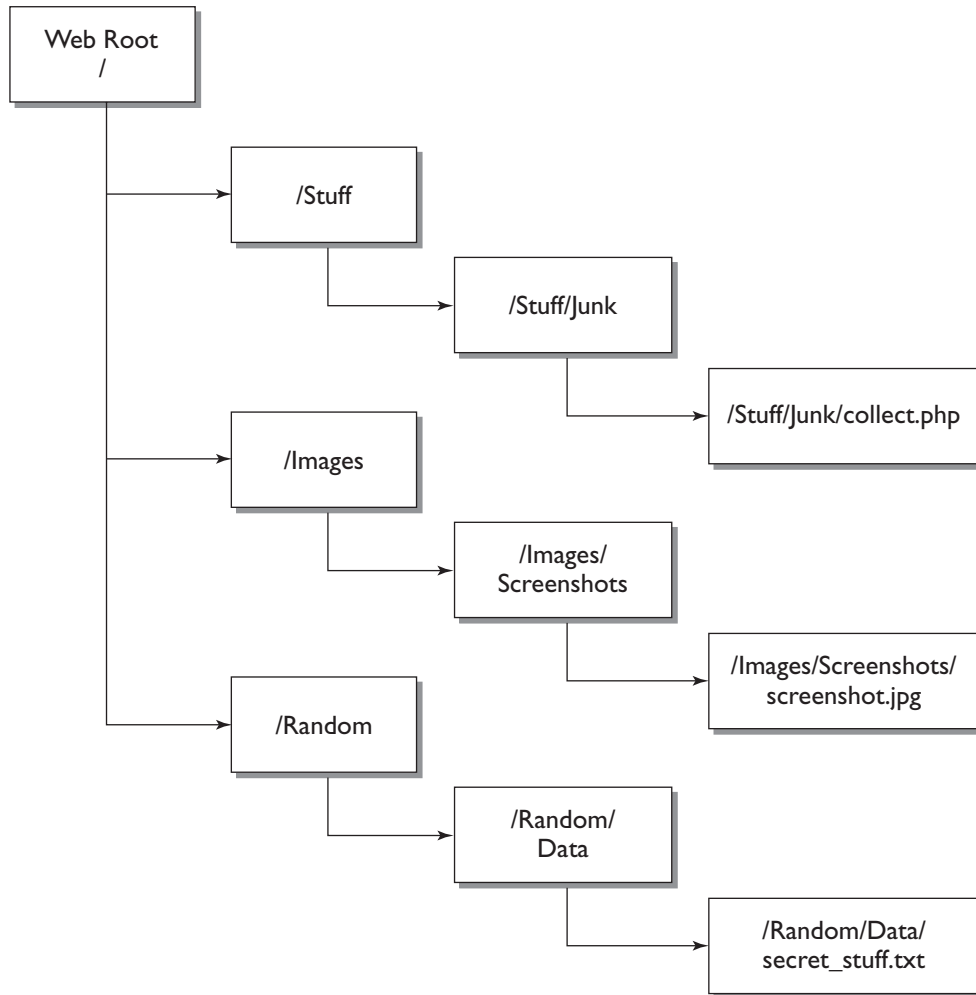 Web Root
/
/Stuff
/Stuff/Junk
/Stuff/Junk/collect.php
/Images
/Images/
Screenshots
/Images/Screenshots/
screenshot.jpg
/Random
/Random/
Data
/Random/Data/
secret_stuff.txt